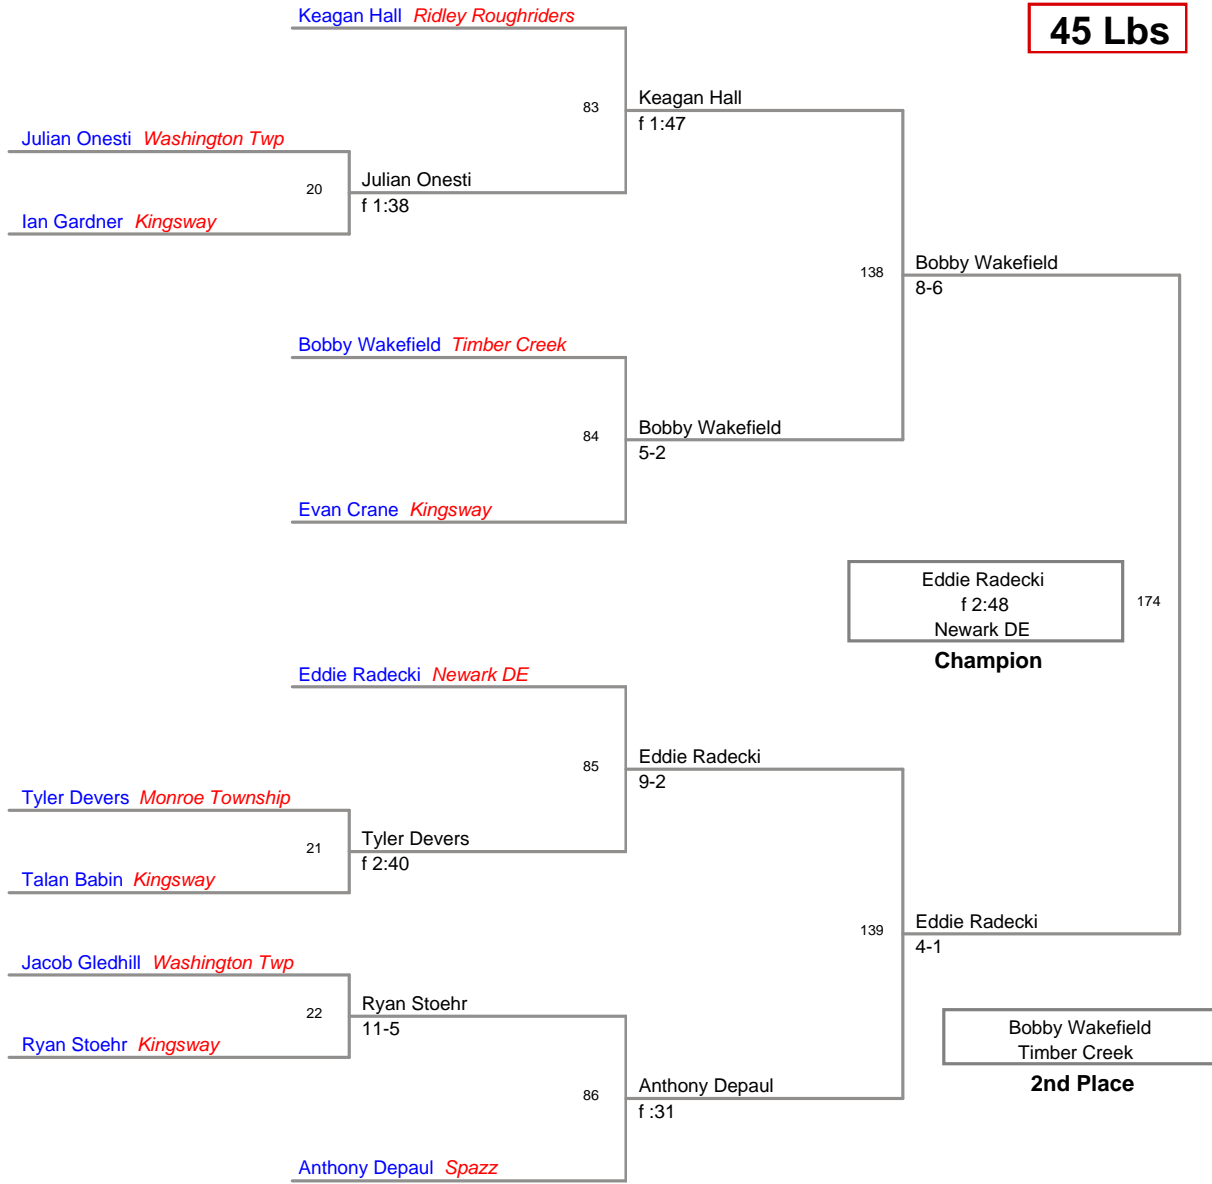 Keagan Hall Ridley Roughriders
45 Lbs
83
Keagan Hall
f 1:47
Julian Onesti Washington Twp
20
Julian Onesti
f 1:38
Ian Gardner Kingsway
138
Bobby Wakefield
8-6
Bobby Wakefield Timber Creek
84
Bobby Wakefield
5-2
Evan Crane Kingsway
Eddie Radecki
f 2:48
Newark DE
174
Champion
Eddie Radecki Newark DE
85
Eddie Radecki
9-2
Tyler Devers Monroe Township
21
Tyler Devers
f 2:40
Talan Babin Kingsway
139
Eddie Radecki
4-1
Jacob Gledhill Washington Twp
22
Ryan Stoehr
11-5
Ryan Stoehr Kingsway
Bobby Wakefield
Timber Creek
2nd Place
86
Anthony Depaul
f :31
Anthony Depaul Spazz